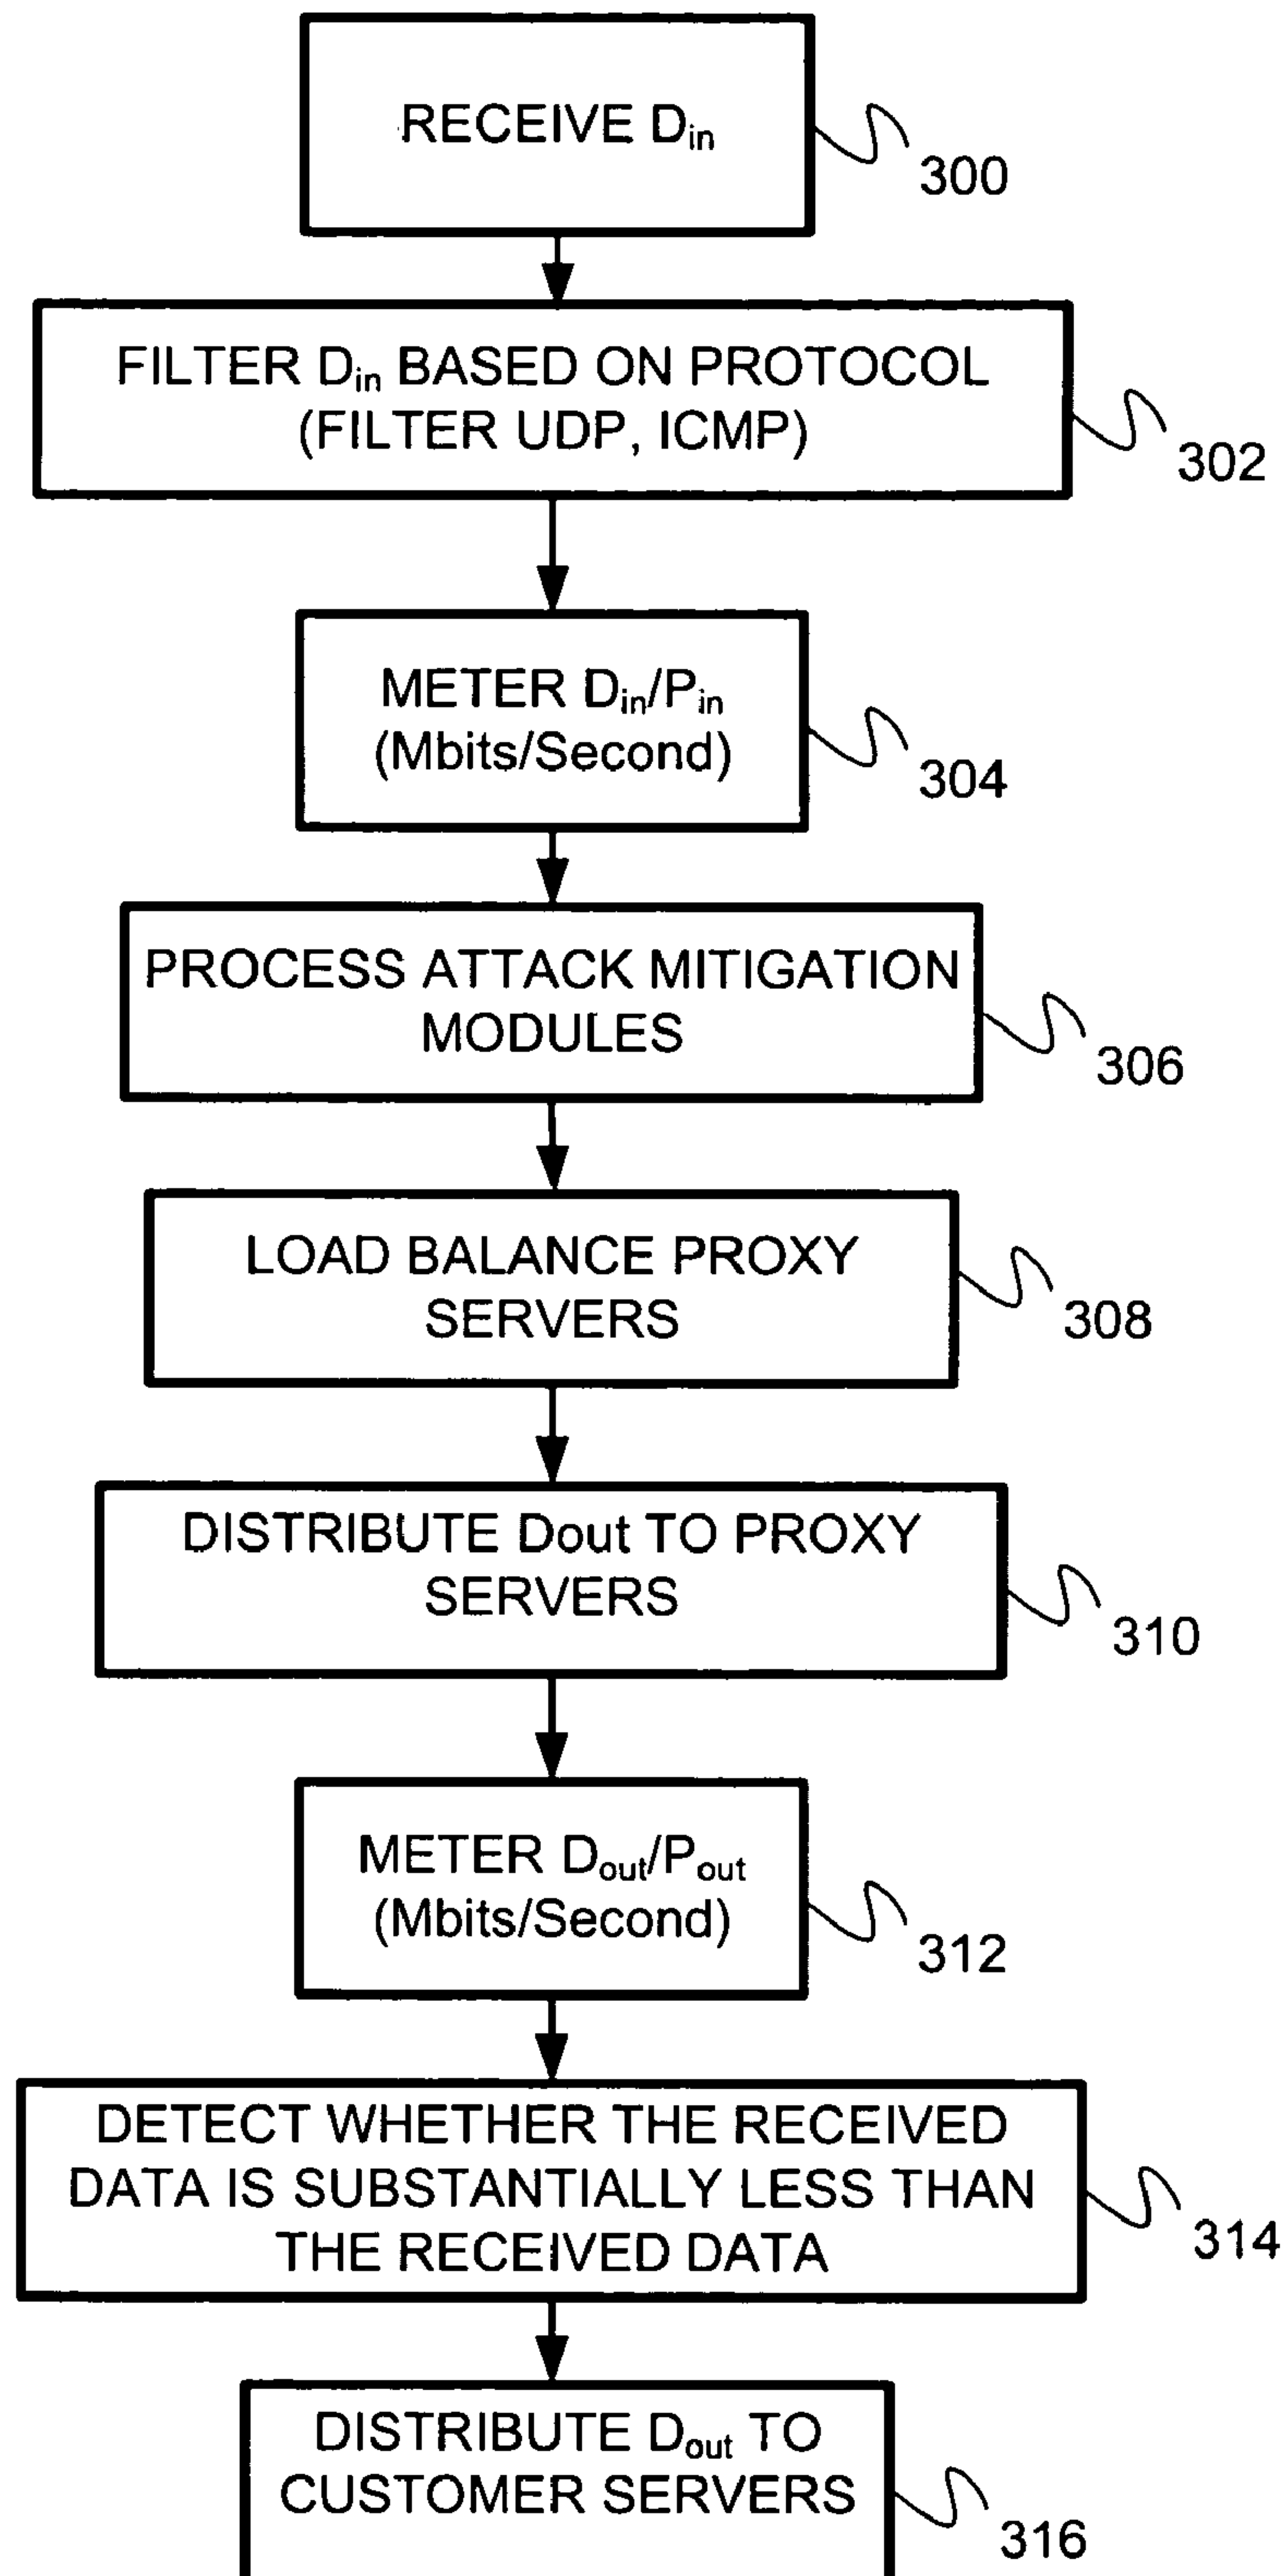 RECEIVE Din
300
FILTER Din BASED ON PROTOCOL
(FILTER UDP, ICMP)
302
METER Din/Pin
(Mbits/Second)
304
PROCESS ATTACK MITIGATION
MODULES
306
LOAD BALANCE PROXY
SERVERS
308
DISTRIBUTE Dout TO PROXY
SERVERS
310
METER Dout/Pout
(Mbits/Second)
312
DETECT WHETHER THE RECEIVED
DATA IS SUBSTANTIALLY LESS THAN
THE RECEIVED DATA
314
DISTRIBUTE Dout TO
CUSTOMER SERVERS
316